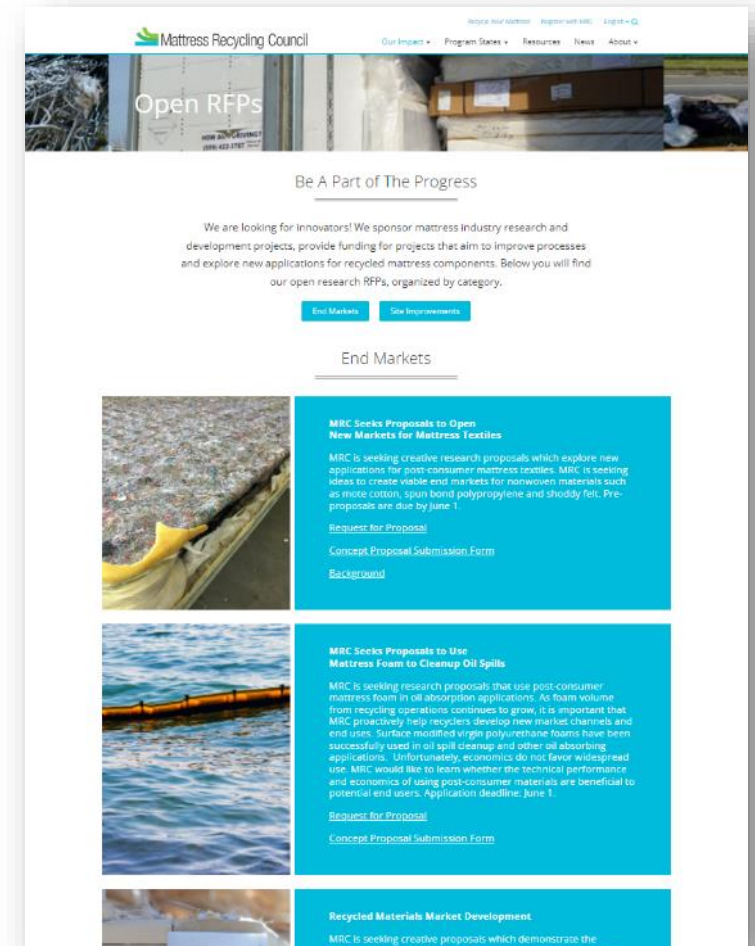 Recycle Your Mattress Register with MRC English
Mattress Recycling Council
Our Impact Program States Resources News About
Open RFPs
HOW AM I DRIVING?
Be A Part of The Progress
We are looking for innovators! We sponsor mattress industry research and
development projects, provide funding for projects that aim to improve processes
and explore new applications for recycled mattress components. Below you will find
our open research RFPs, organized by category.
End Markets Site Improvements
End Markets
MRC Seeks Proposals to Open
New Markets for Mattress Textiles
MRC is seeking creative research proposals which explore new
applications for post-consumer mattress textiles. MRC is seeking
ideas to create viable end markets for nonwoven materials such
as mote cotton, spun bond polypropylene and shoddy felt. Pre-
proposals are due by June 1.
Request for Proposal
Concept Proposal Submission Form
Background
MRC Seeks Proposals to Use
Mattress Foam to Cleanup Oil Spills
MRC is seeking research proposals that use post-consumer
mattress foam in oil absorption applications. As foam volume
from recycling operations continues to grow, it is important that
MRC proactively help recyclers develop new market channels and
end uses. Surface modified virgin polyurethane foams have been
successfully used in oil spill cleanup and other oil absorbing
applications. Unfortunately, economics do not favor widespread
use. MRC would like to learn whether the technical performance
and economics of using post-consumer materials are beneficial to
potential end users. Application deadline: June 1.
Request for Proposal
Concept Proposal Submission Form
Recycled Materials Market Development
MRC is seeking creative proposals which demonstrate the